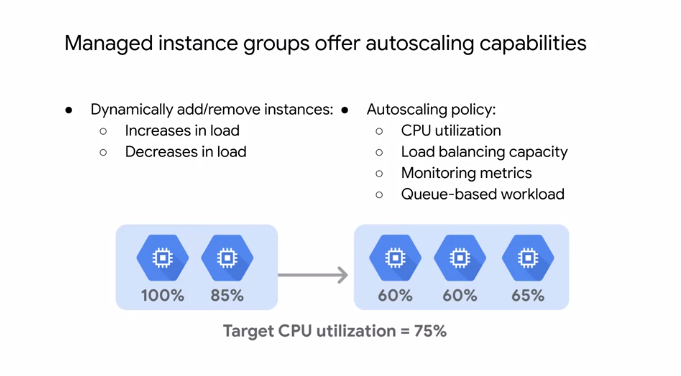 Managed instance groups offer autoscaling capabilities
● Dynamically add/remove instances:
○ Increases in load
○ Decreases in load
● Autoscaling policy:
○ CPU utilization
○ Load balancing capacity
○ Monitoring metrics
○ Queue-based workload
100% 85%
60% 60% 65%
Target CPU utilization = 75%